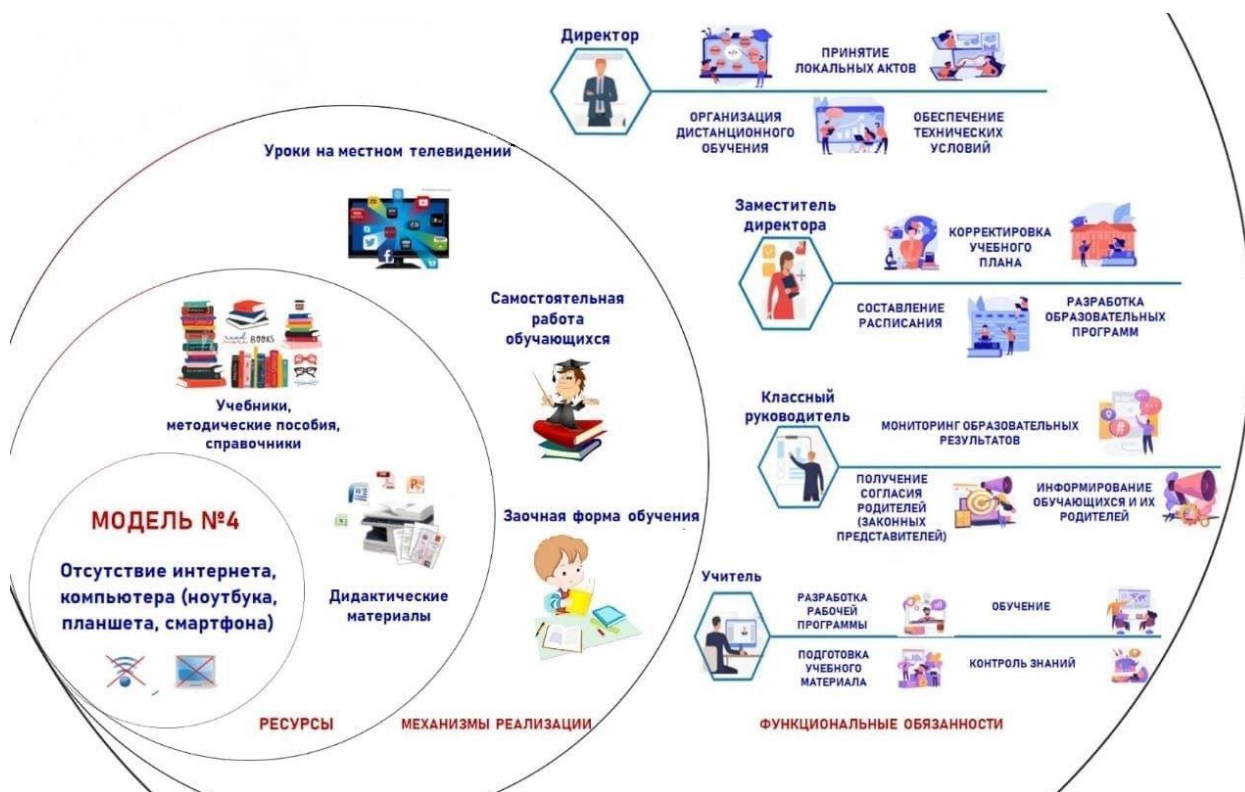 Директор
ПРИНЯТИЕ
ЛОКАЛЬНЫХ АКТОВ
ОРГАНИЗАЦИЯ
ДИСТАНЦИОННОГО
ОБУЧЕНИЯ
ОБЕСПЕЧЕНИЕ
ТЕХНИЧЕСКИХ
УСЛОВИЙ
Уроки на местном телевидении
Заместитель
директора
КОРРЕКТИРОВКА
УЧЕБНОГО
ПЛАНА
СОСТАВЛЕНИЕ
РАСПИСАНИЯ
РАЗРАБОТКА
ОБРАЗОВАТЕЛЬНЫХ
ПРОГРАММ
Самостоятельная
работа
обучающихся
read
more BOOKS
Учебники,
методические пособия,
справочники
Классный
руководитель
МОНИТОРИНГ ОБРАЗОВАТЕЛЬНЫХ
РЕЗУЛЬТАТОВ
ПОЛУЧЕНИЕ
СОГЛАСИЯ
РОДИТЕЛЕЙ
(ЗАКОННЫХ
ПРЕДСТАВИТЕЛЕЙ)
ИНФОРМИРОВАНИЕ
ОБУЧАЮЩИХСЯ И ИХ
РОДИТЕЛЕЙ
МОДЕЛЬ №4
Отсутствие интернета,
компьютера (ноутбука,
планшета, смартфона)
Дидактические
материалы
Заочная форма обучения
Учитель
РАЗРАБОТКА
РАБОЧЕЙ
ПРОГРАММЫ
ОБУЧЕНИЕ
ПОДГОТОВКА
УЧЕБНОГО
МАТЕРИАЛА
КОНТРОЛЬ ЗНАНИЙ
РЕСУРСЫ
МЕХАНИЗМЫ РЕАЛИЗАЦИИ
ФУНКЦИОНАЛЬНЫЕ ОБЯЗАННОСТИ